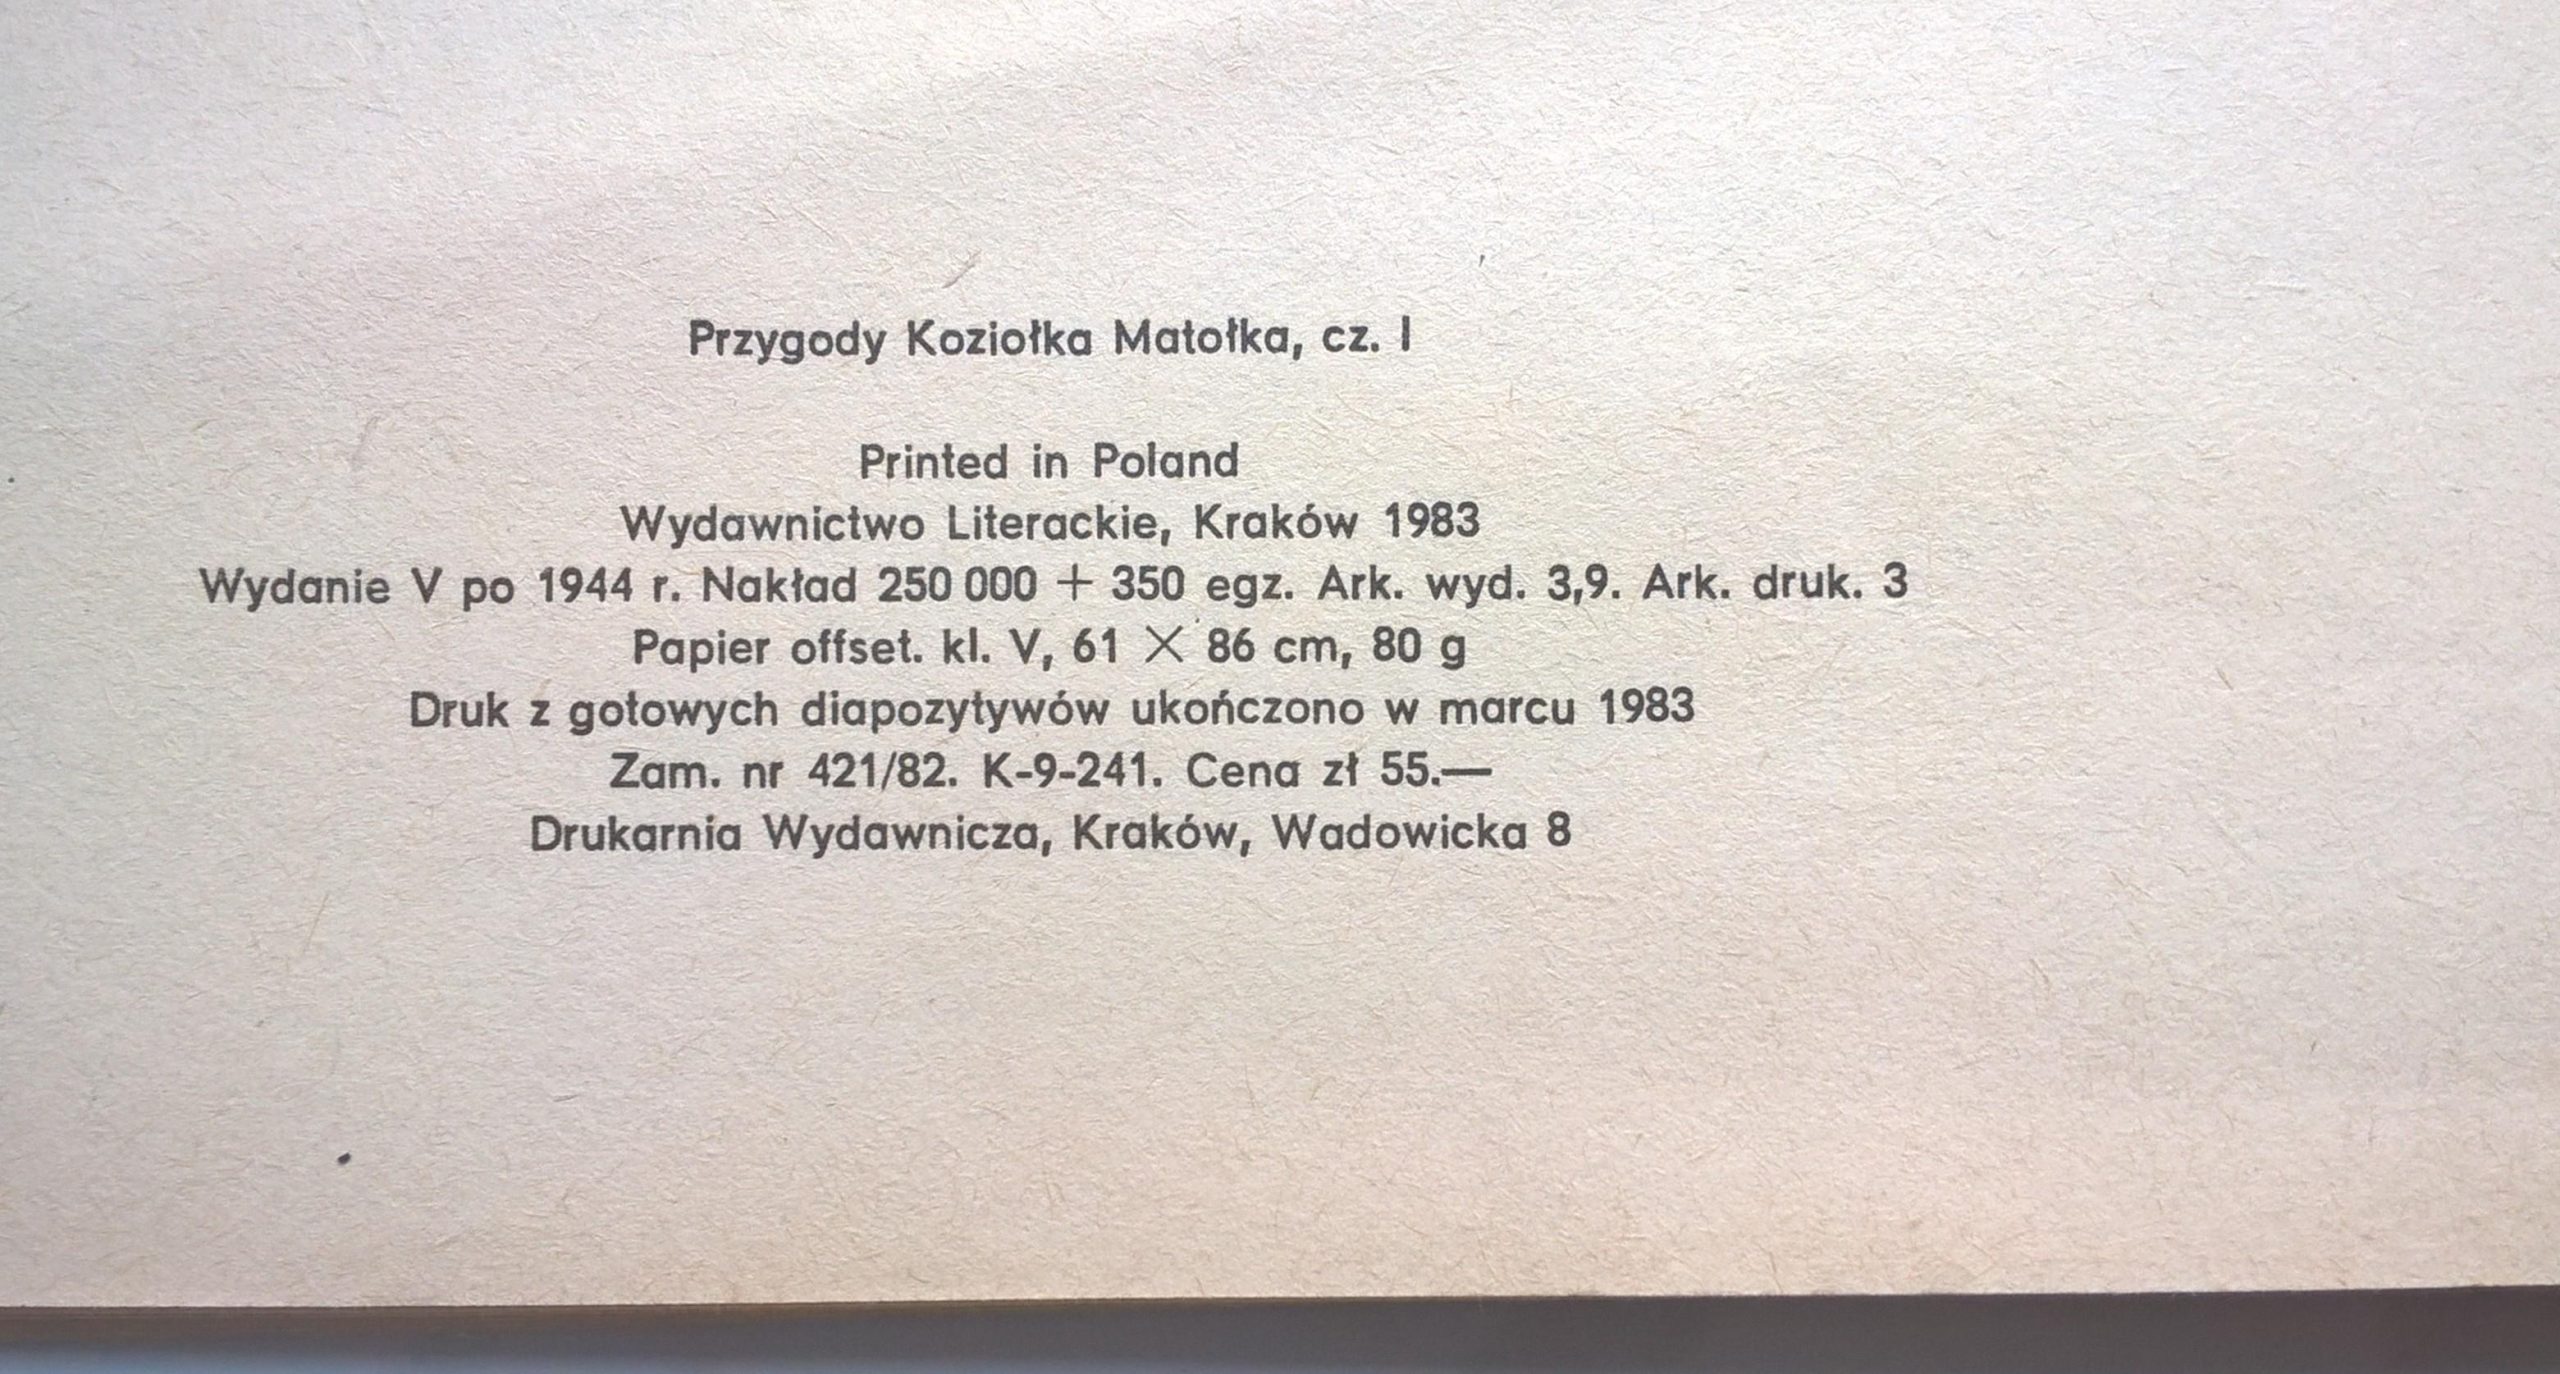 Przygody Koziołka Matołka, cz. I
Printed in Poland
Wydawnictwo Literackie, Kraków 1983
Wydanie V po 1944 r. Nakład 250 000 + 350 egz. Ark. wyd. 3,9. Ark. druk. 3
Papier offset. kl. V, 61 × 86 cm, 80 g
Druk z gotowych diapozytywów ukończono w marcu 1983
Zam. nr 421/82. K-9-241. Cena zł 55.—
Drukarnia Wydawnicza, Kraków, Wadowicka 8